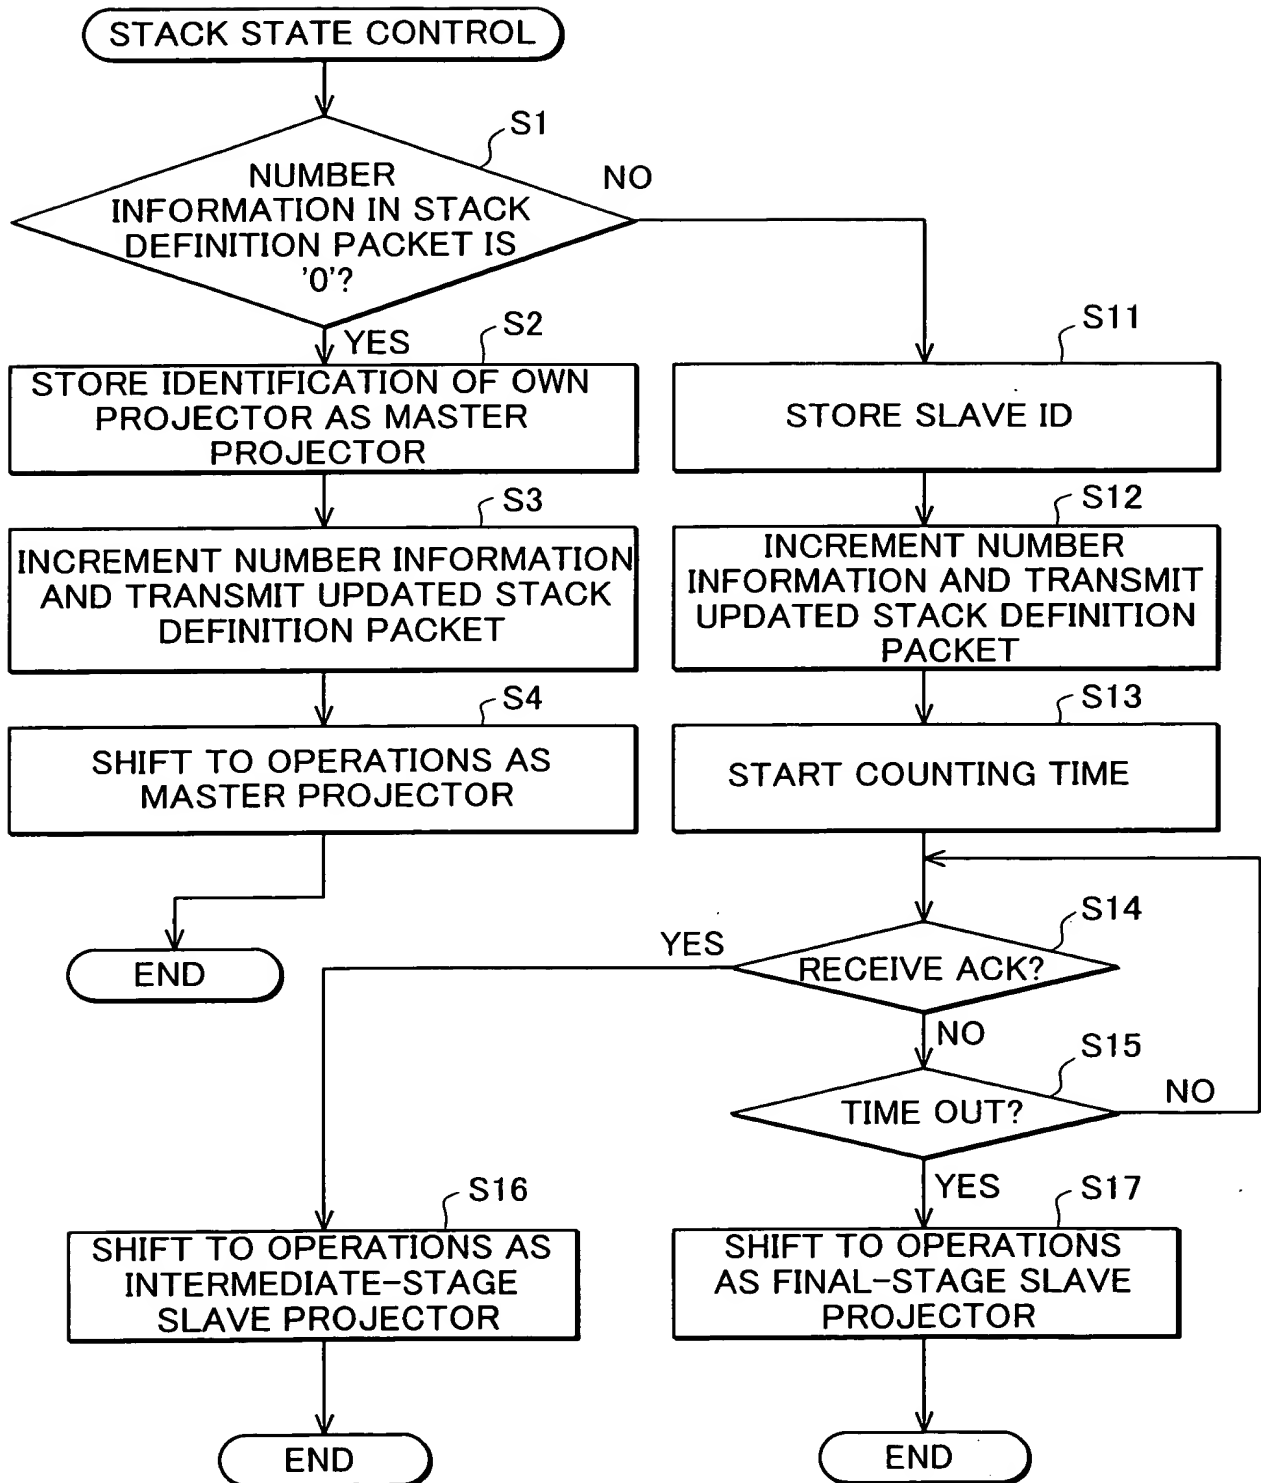 STACK STATE CONTROL
S1
NUMBER
INFORMATION IN STACK
DEFINITION PACKET IS
'0'?
NO
YES
S2
STORE IDENTIFICATION OF OWN
PROJECTOR AS MASTER
PROJECTOR
S3
INCREMENT NUMBER INFORMATION
AND TRANSMIT UPDATED STACK
DEFINITION PACKET
S4
SHIFT TO OPERATIONS AS
MASTER PROJECTOR
END
S11
STORE SLAVE ID
S12
INCREMENT NUMBER
INFORMATION AND TRANSMIT
UPDATED STACK DEFINITION
PACKET
S13
START COUNTING TIME
S14
RECEIVE ACK?
YES
NO
S15
TIME OUT?
NO
YES
S16
SHIFT TO OPERATIONS AS
INTERMEDIATE-STAGE
SLAVE PROJECTOR
END
S17
SHIFT TO OPERATIONS
AS FINAL-STAGE SLAVE
PROJECTOR
END